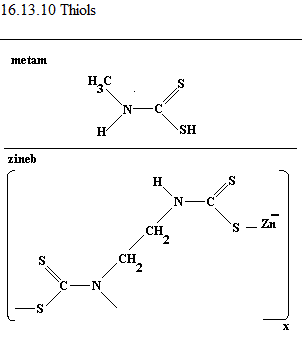 16.13.10 Thiols
metam
H3C
S
N C
H
SH
zineb
H S
N C
S Zn
CH2
S CH2
C N
S
x